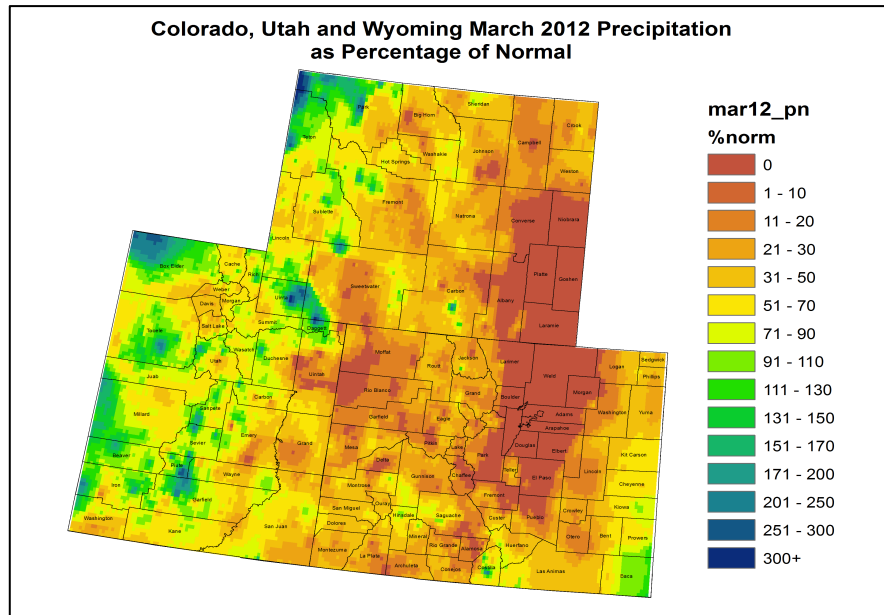 Colorado, Utah and Wyoming March 2012 Precipitation
as Percentage of Normal
mar12_pn
%norm
0
1 - 10
11 - 20
21 - 30
31 - 50
51 - 70
71 - 90
91 - 110
111 - 130
131 - 150
151 - 170
171 - 200
201 - 250
251 - 300
300+
Park
Sheridan
Big Horn
Crook
Campbell
Teton
Johnson
Washakie
Hot Springs
Weston
Fremont
Sublette
Natrona
Converse
Niobrara
Lincoln
Platte
Goshen
Sweetwater
Carbon
Albany
Laramie
Uinta
Box Elder
Cache
Rich
Weber
Morgan
Davis
Salt Lake
Summit
Daggett
Tooele
Wasatch
Duchesne
Utah
Uintah
Juab
Carbon
Millard
Sanpete
Emery
Grand
Sevier
Beaver
Piute
Wayne
Iron
Garfield
Washington
Kane
San Juan
Moffat
Routt
Jackson
Larimer
Weld
Logan
Sedgwick
Phillips
Rio Blanco
Grand
Boulder
Morgan
Washington
Yuma
Adams
Arapahoe
Garfield
Eagle
Douglas
Elbert
Kit Carson
Mesa
Pitkin
Lake
Park
Delta
Gunnison
Chaffee
Teller
El Paso
Lincoln
Cheyenne
Montrose
Fremont
Kiowa
Ouray
San Miguel
Hinsdale
Saguache
Custer
Pueblo
Crowley
Dolores
Mineral
Rio Grande
Alamosa
Huerfano
Otero
Bent
Prowers
Montezuma
La Plata
Archuleta
Conejos
Costilla
Las Animas
Baca